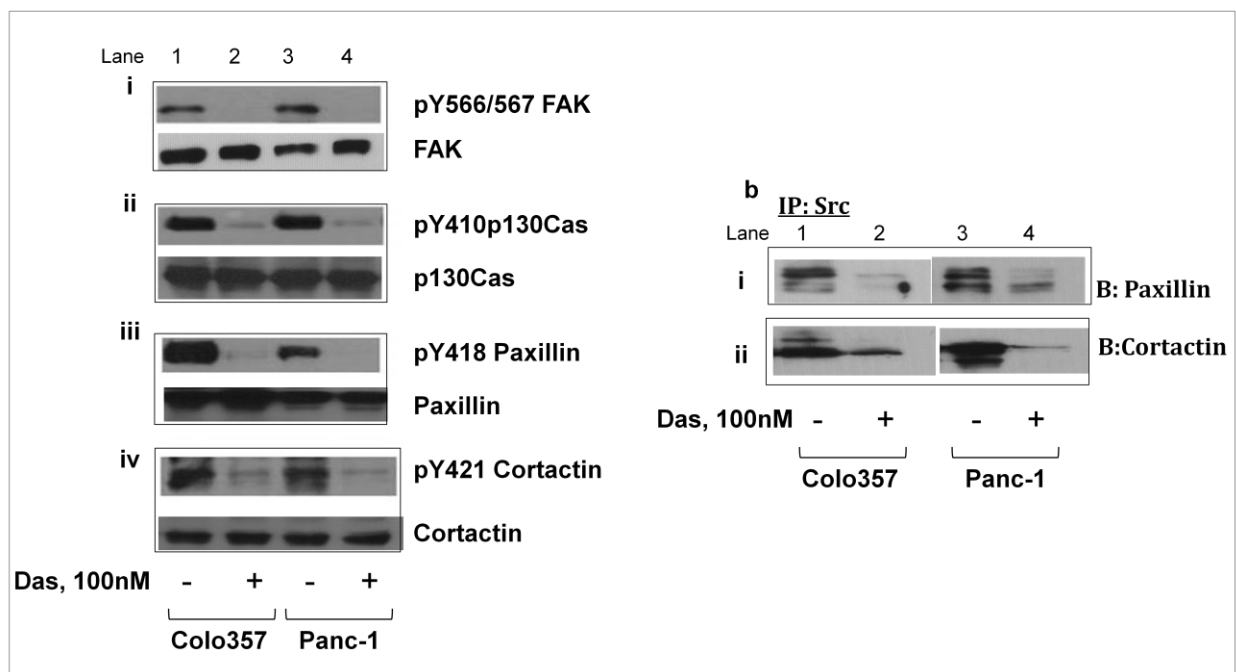 Lane 1 2 3 4
i
pY566/567 FAK
FAK
ii
pY410p130Cas
p130Cas
iii
pY418 Paxillin
Paxillin
iv
pY421 Cortactin
Cortactin
Das, 100nM - + - +
Colo357 Panc-1
b
IP: Src
Lane 1 2 3 4
i B: Paxillin
ii B:Cortactin
Das, 100nM - + - +
Colo357 Panc-1